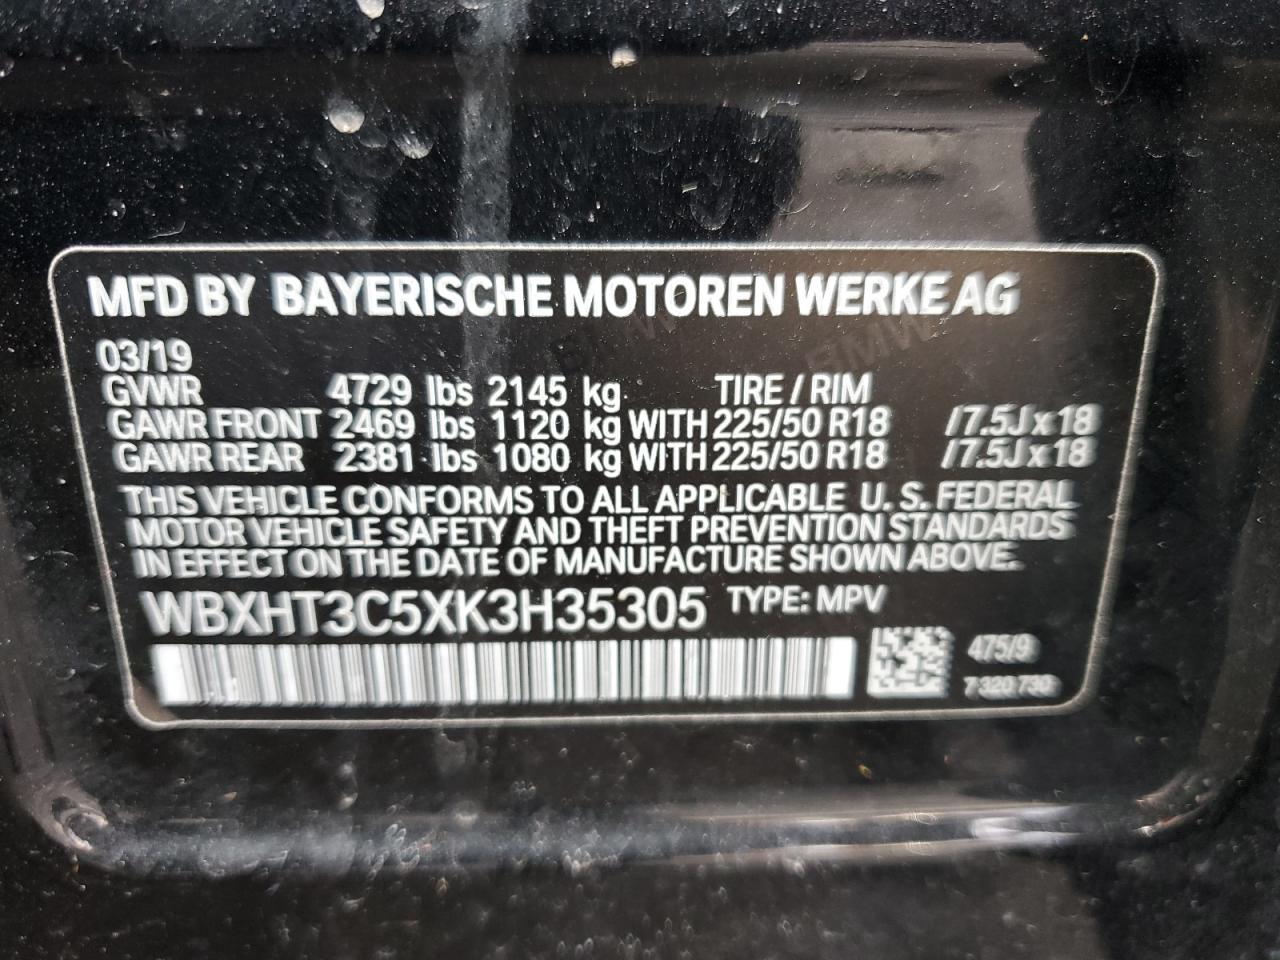 MFD BY BAYERISCHE MOTOREN WERKE AG
03/19
GVWR 4729 lbs 2145 kg TIRE / RIM
GAWR FRONT 2469 lbs 1120 kg WITH 225/50 R18 /7.5J x 18
GAWR REAR 2381 lbs 1080 kg WITH 225/50 R18 /7.5J x 18
THIS VEHICLE CONFORMS TO ALL APPLICABLE U. S. FEDERAL
MOTOR VEHICLE SAFETY AND THEFT PREVENTION STANDARDS
IN EFFECT ON THE DATE OF MANUFACTURE SHOWN ABOVE.
WBXHT3C5XK3H35305 TYPE: MPV
475/9
7 320 730